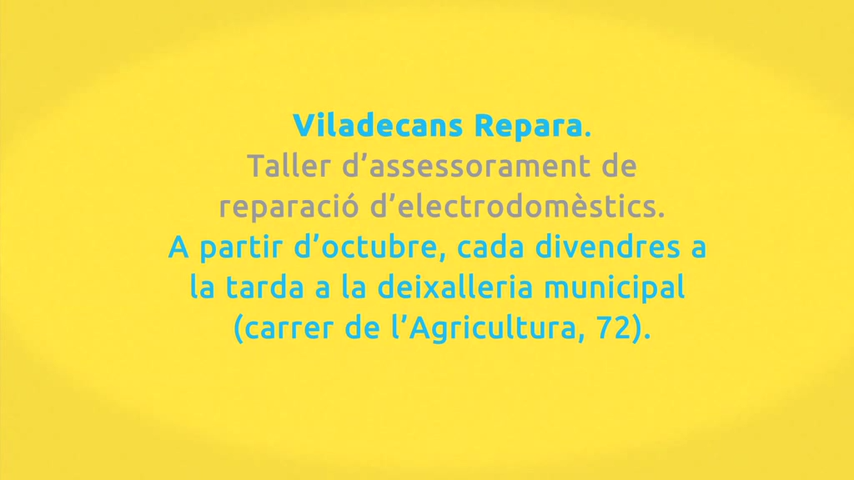 Viladecans Repara.
Taller d’assessorament de
reparació d’electrodomèstics.
A partir d’octubre, cada divendres a
la tarda a la deixalleria municipal
(carrer de l’Agricultura, 72).